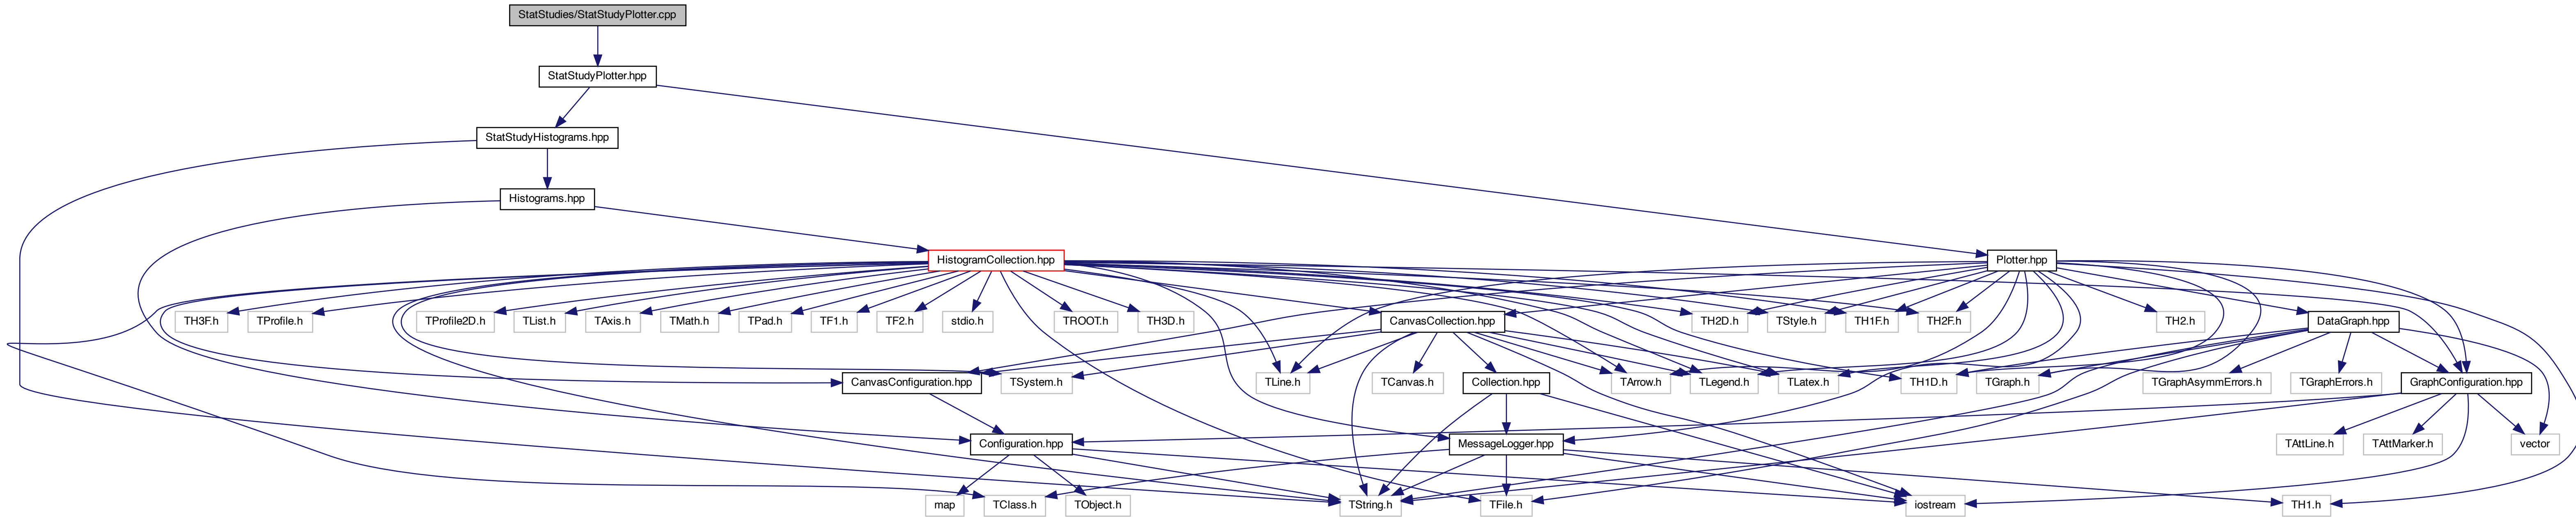 StatStudies/StatStudyPlotter.cpp
StatStudyPlotter.hpp
StatStudyHistograms.hpp
Histograms.hpp
HistogramCollection.hpp
Plotter.hpp
TH3F.h
TProfile.h
TProfile2D.h
TList.h
TAxis.h
TMath.h
TPad.h
TF1.h
TF2.h
stdio.h
TROOT.h
TH3D.h
CanvasCollection.hpp
TH2D.h
TStyle.h
TH1F.h
TH2F.h
TH2.h
DataGraph.hpp
CanvasConfiguration.hpp
TSystem.h
TLine.h
TCanvas.h
Collection.hpp
TArrow.h
TLegend.h
TLatex.h
TH1D.h
TGraph.h
TGraphAsymmErrors.h
TGraphErrors.h
GraphConfiguration.hpp
Configuration.hpp
MessageLogger.hpp
TAttLine.h
TAttMarker.h
vector
map
TClass.h
TObject.h
TString.h
TFile.h
iostream
TH1.h